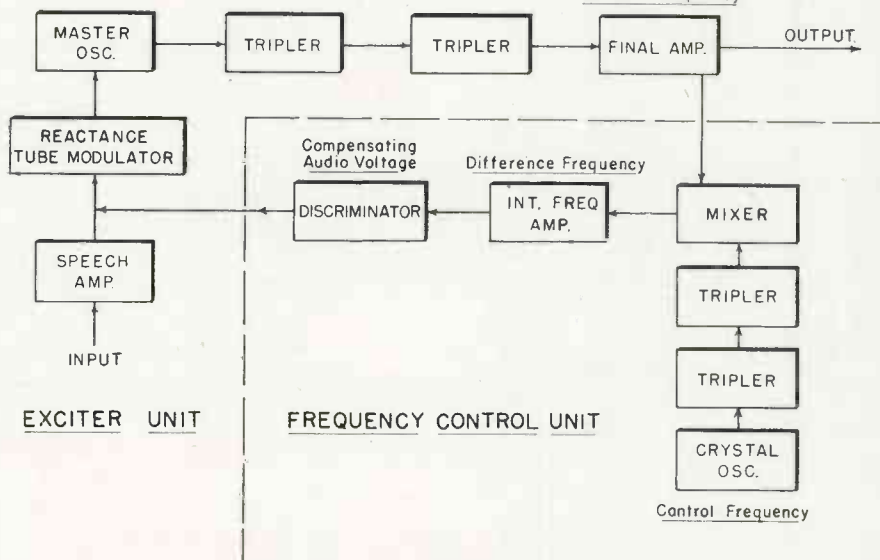 MASTER
OSC.
TRIPLER
TRIPLER
FINAL AMP.
OUTPUT.
REACTANCE
TUBE MODULATOR
Compensating
Audio Voltage
Difference Frequency
DISCRIMINATOR
INT. FREQ
AMP.
MIXER
SPEECH
AMP.
TRIPLER
INPUT
TRIPLER
EXCITER UNIT
FREQUENCY CONTROL UNIT
CRYSTAL
OSC.
Control Frequency